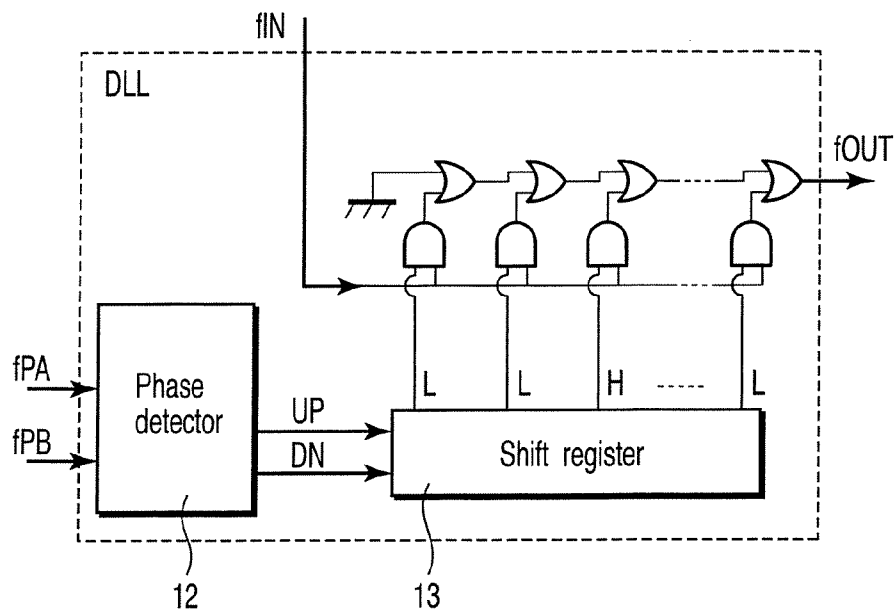 fIN
DLL
fOUT
fPA
fPB
Phase
detector
UP
DN
L L H L
Shift register
12
13